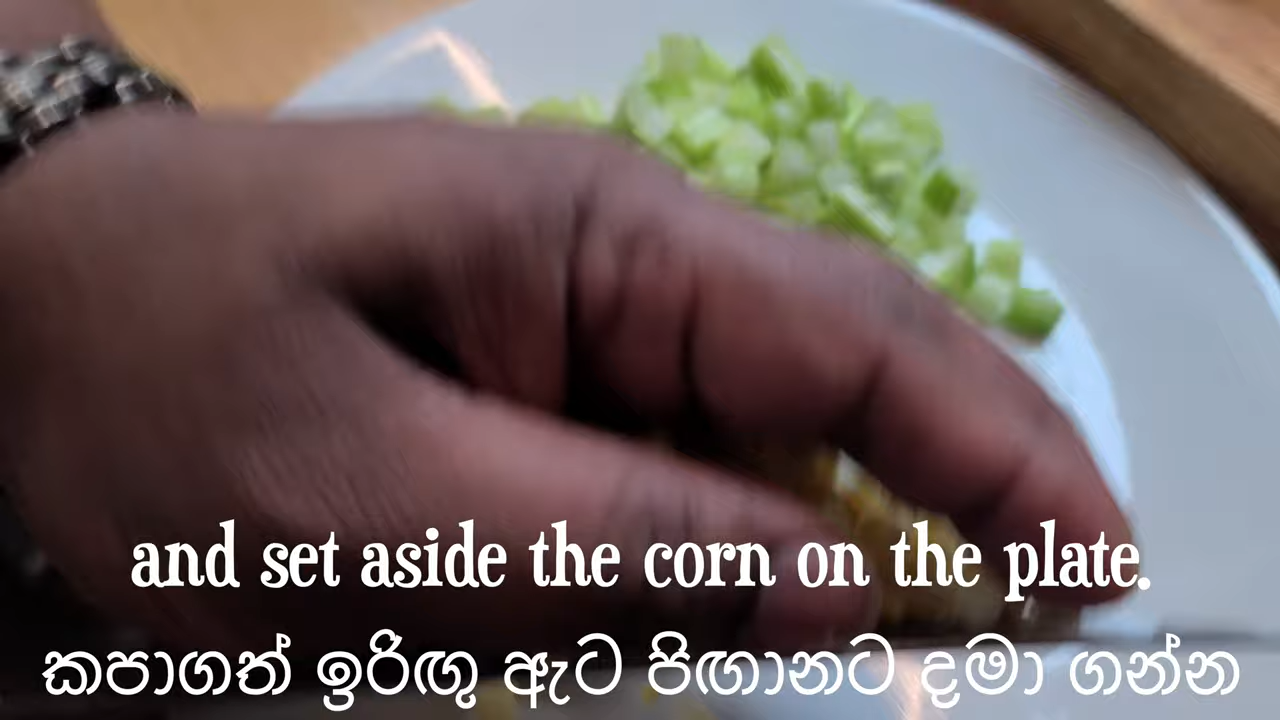 and set aside the corn on the plate.
කපාගත් ඉරිඟු ඇට පිඟානට දමා ගන්න